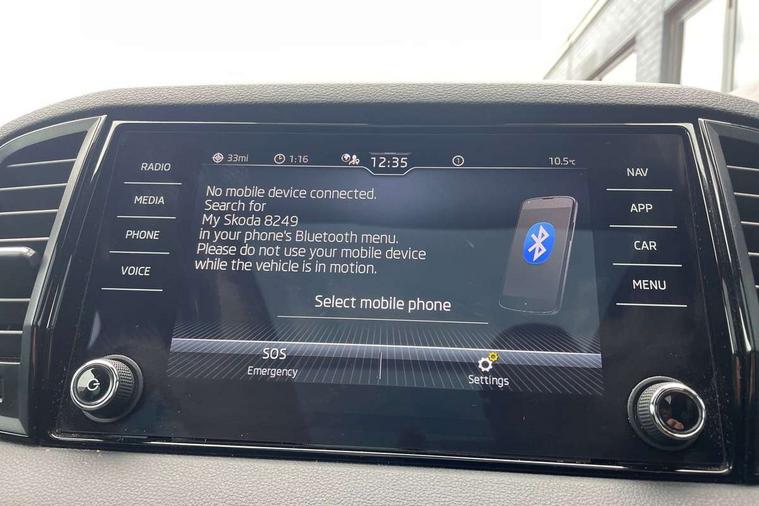 33mi 1:16 12:35 1 10.5°C
RADIO
MEDIA
PHONE
VOICE
No mobile device connected.
Search for
My Skoda 8249
in your phone's Bluetooth menu.
Please do not use your mobile device
while the vehicle is in motion.
Select mobile phone
SOS
Emergency
Settings
NAV
APP
CAR
MENU